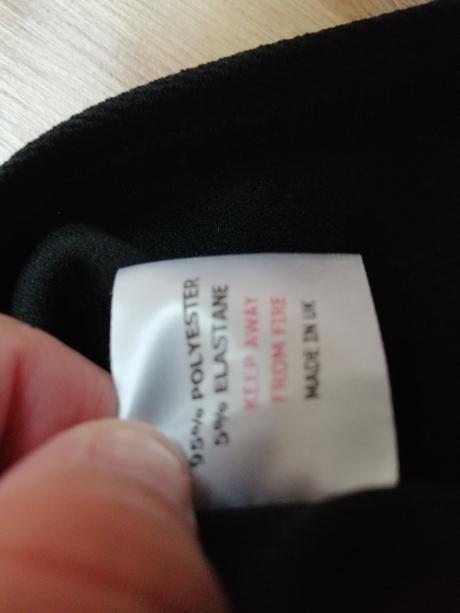 95% POLYESTER
5% ELASTANE
KEEP AWAY
FROM FIRE
MADE IN UK